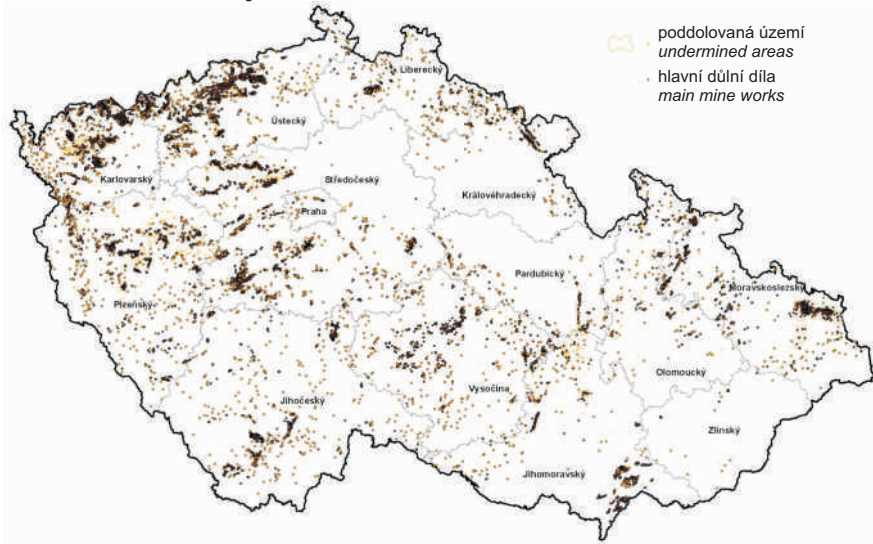 poddolovaná území
undermined areas
hlavní důlní díla
main mine works
Liberecký
Ústecký
Karlovarský
Středočeský
Královéhradecký
Praha
Pardubický
Moravskoslezský
Plzeňský
Olomoucký
Vysočina
Jihočeský
Zlínský
Jihomoravský